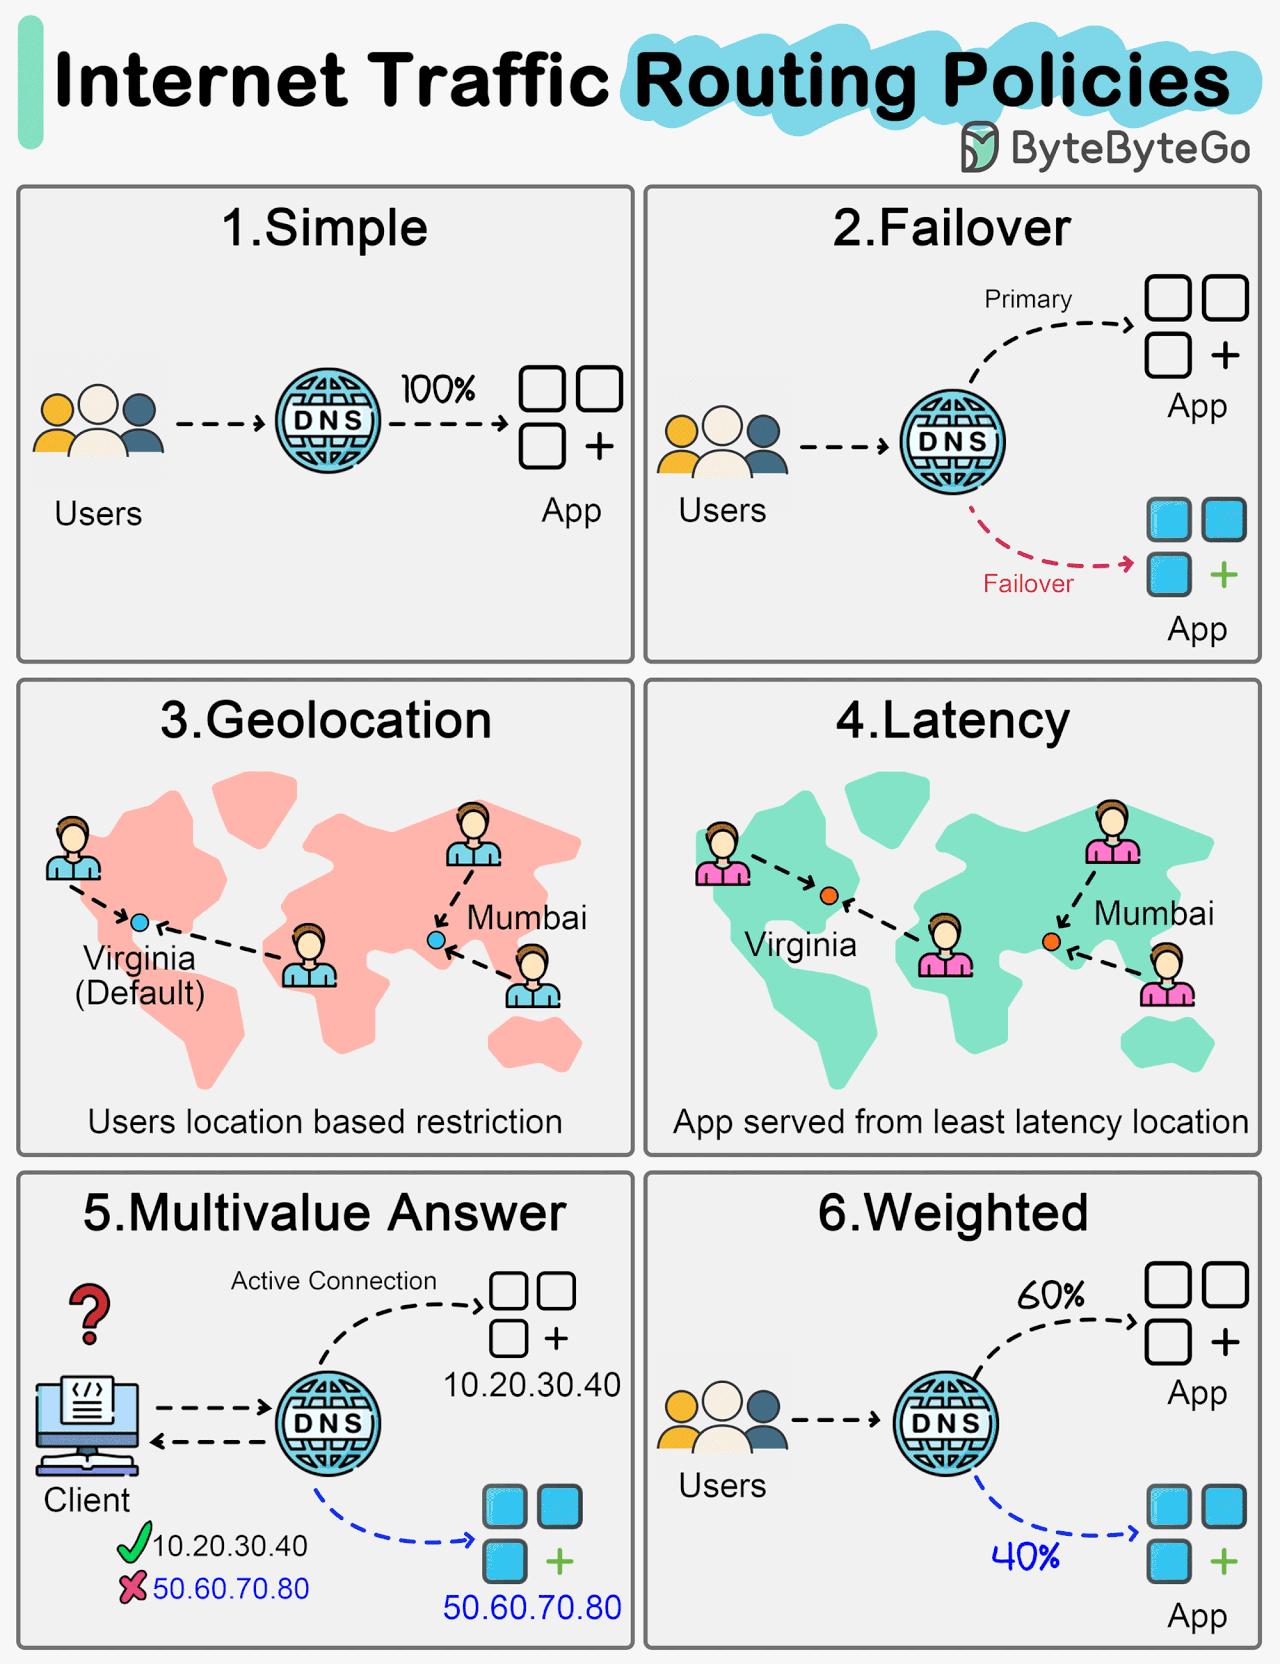 Internet Traffic Routing Policies
ByteByteGo
1.Simple
100%
DNS
Users
App
2.Failover
Primary
App
DNS
Users
Failover
App
3.Geolocation
Mumbai
Virginia
(Default)
Users location based restriction
4.Latency
Mumbai
Virginia
App served from least latency location
5.Multivalue Answer
Active Connection
?
10.20.30.40
</>
DNS
Client
10.20.30.40
50.60.70.80
50.60.70.80
6.Weighted
60%
App
DNS
Users
40%
App